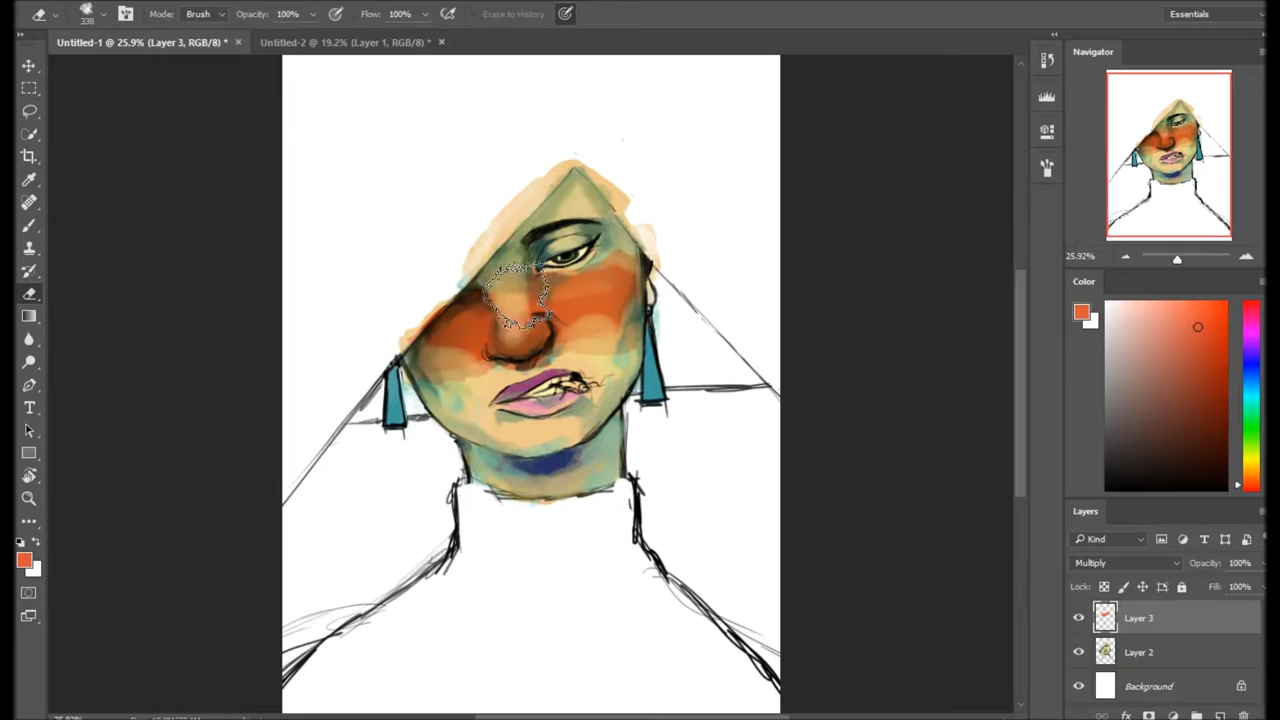 338 Mode: Brush Opacity: 100% Flow: 100% Erase to History Essentials
Untitled-1 @ 25.9% (Layer 3, RGB/8) * × Untitled-2 @ 19.2% (Layer 1, RGB/8) * ×
Navigator
25.92%
Color
Layers
Kind
Multiply Opacity: 100%
Lock: Fill: 100%
Layer 3
Layer 2
Background